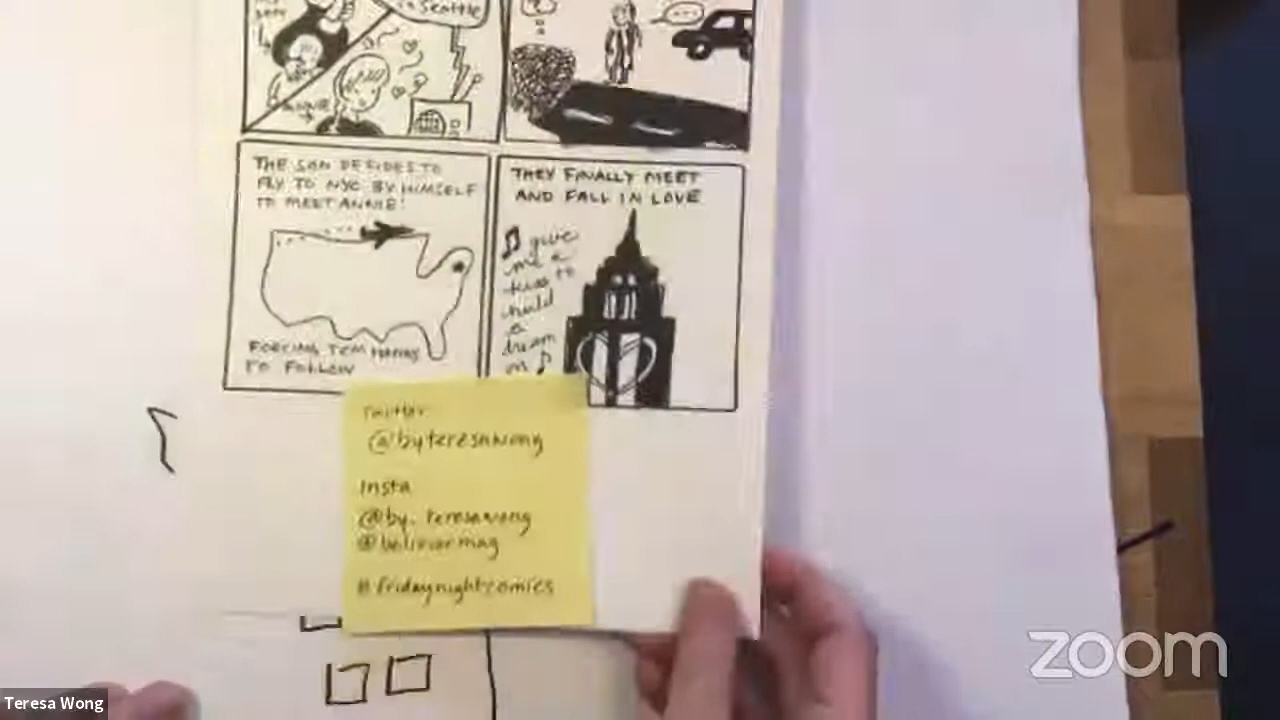 in Seattle
THE SON DECIDES TO
FLY TO NYC BY HIMSELF
TO MEET ANNIE!
FORCING TOM HANKS
TO FOLLOW
THEY FINALLY MEET
AND FALL IN LOVE
give
me a
kiss to
build
a
dream
on
Twitter
@byteresawong
Insta
@by.teresawong
@believermag
#fridaynightcomics
zoom
Teresa Wong